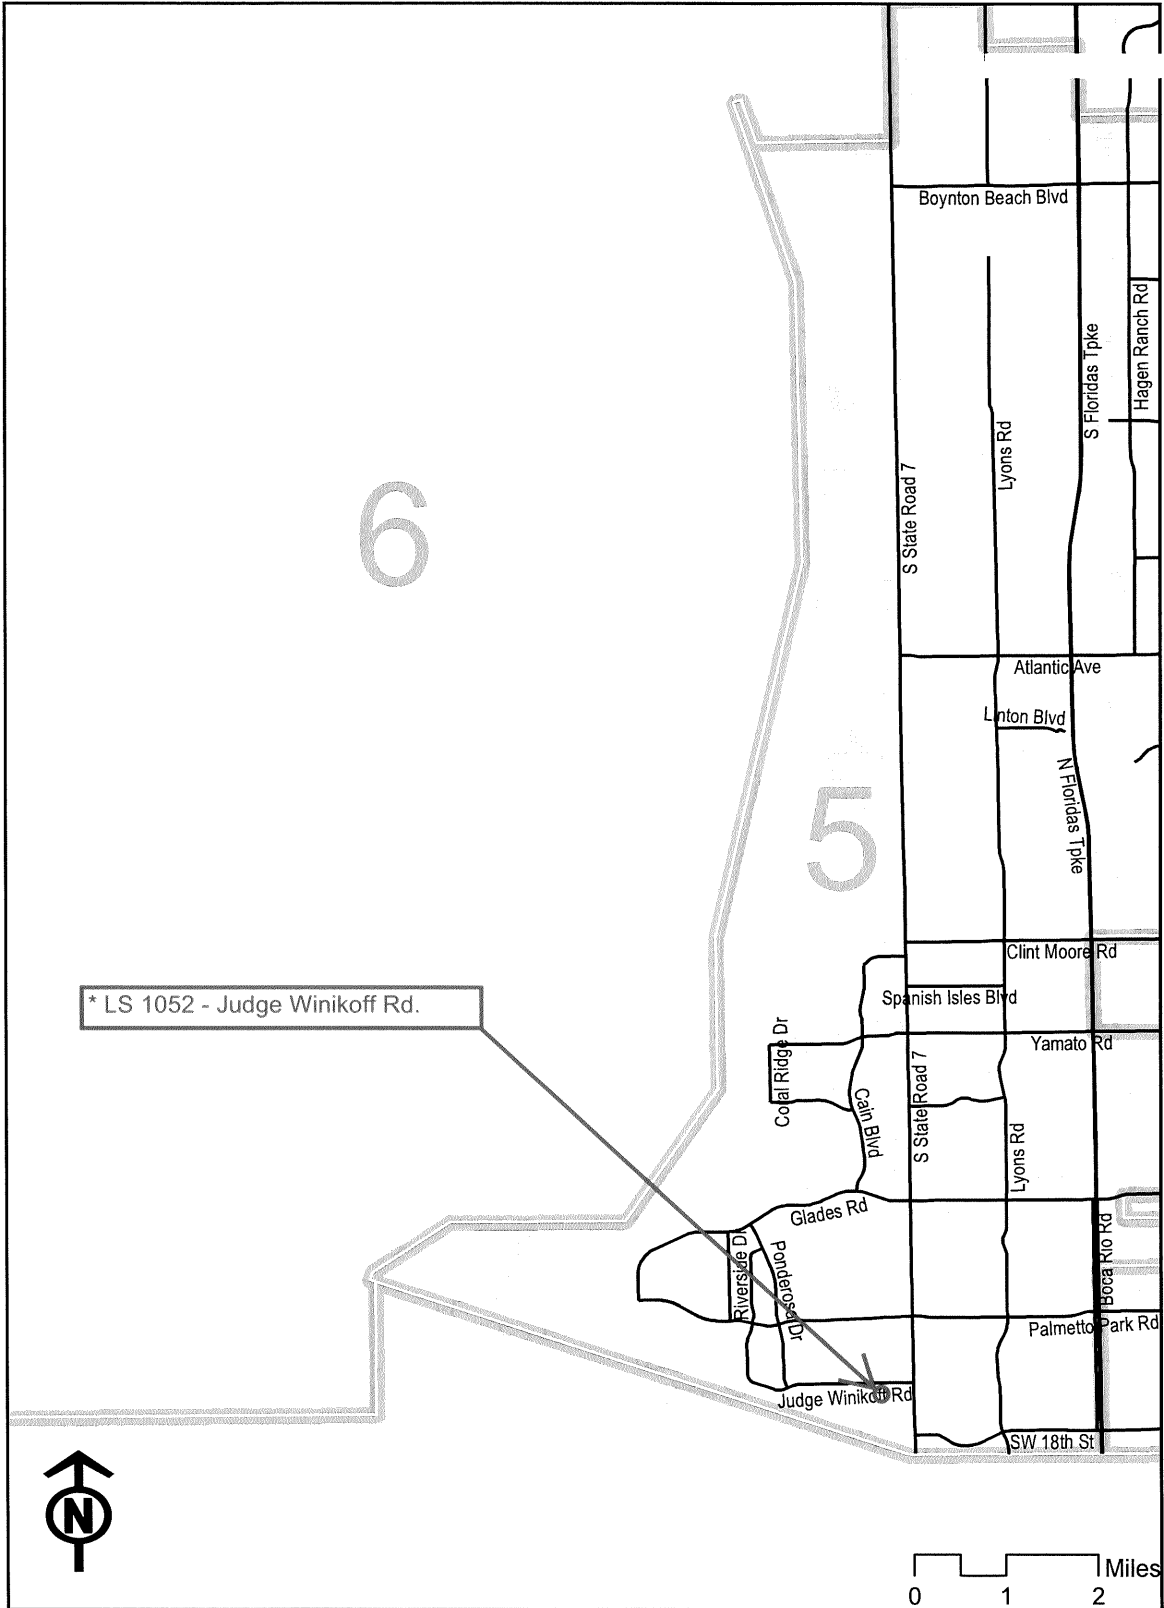 Boynton Beach Blvd
Hagen Ranch Rd
S Floridas Tpke
Lyons Rd
S State Road 7
6
Atlantic Ave
Linton Blvd
N Floridas Tpke
5
Clint Moore Rd
* LS 1052 - Judge Winikoff Rd.
Spanish Isles Blvd
Coral Ridge Dr
Yamato Rd
S State Road 7
Cain Blvd
Lyons Rd
Glades Rd
Riverside Dr
Ponderosa Dr
Boca Rio Rd
Palmetto Park Rd
Judge Winikoff Rd
SW 18th St
N
Miles
0 1 2